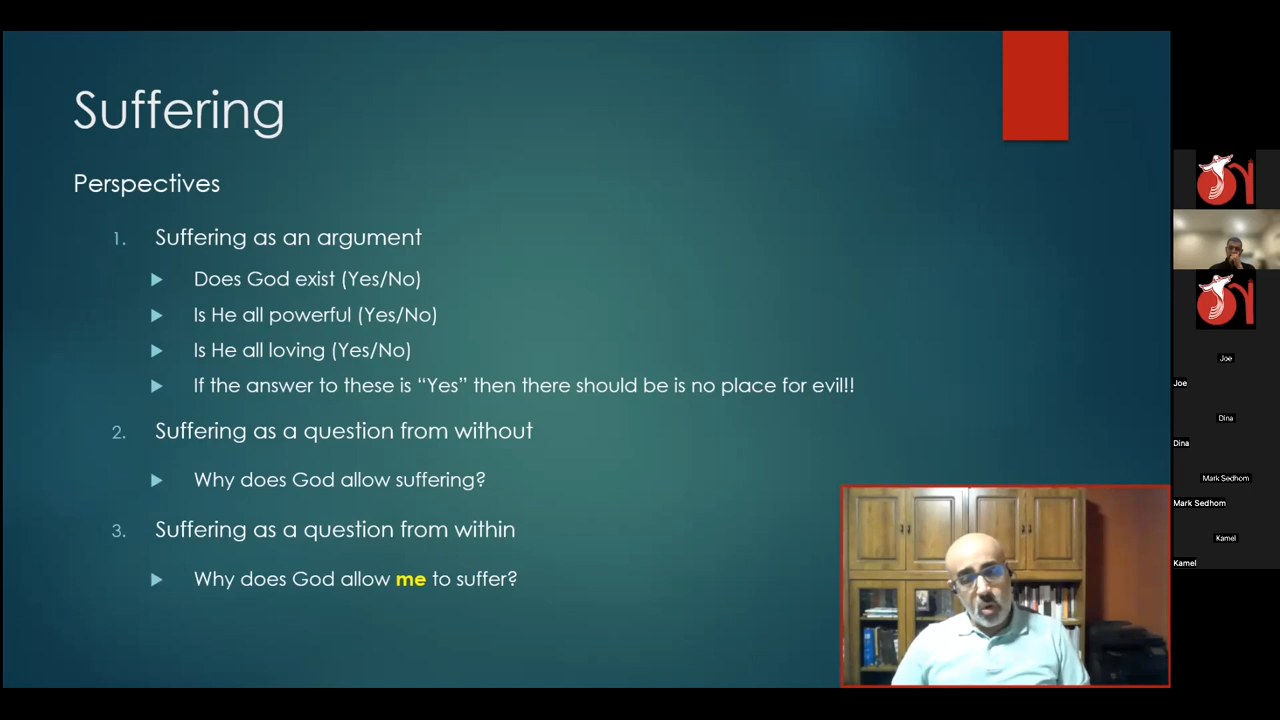 Suffering
Perspectives
1. Suffering as an argument
Does God exist (Yes/No)
Is He all powerful (Yes/No)
Is He all loving (Yes/No)
If the answer to these is “Yes” then there should be is no place for evil!!
2. Suffering as a question from without
Why does God allow suffering?
3. Suffering as a question from within
Why does God allow me to suffer?
Joe
Joe
Dina
Dina
Mark Sedhom
Mark Sedhom
Kamel
Kamel